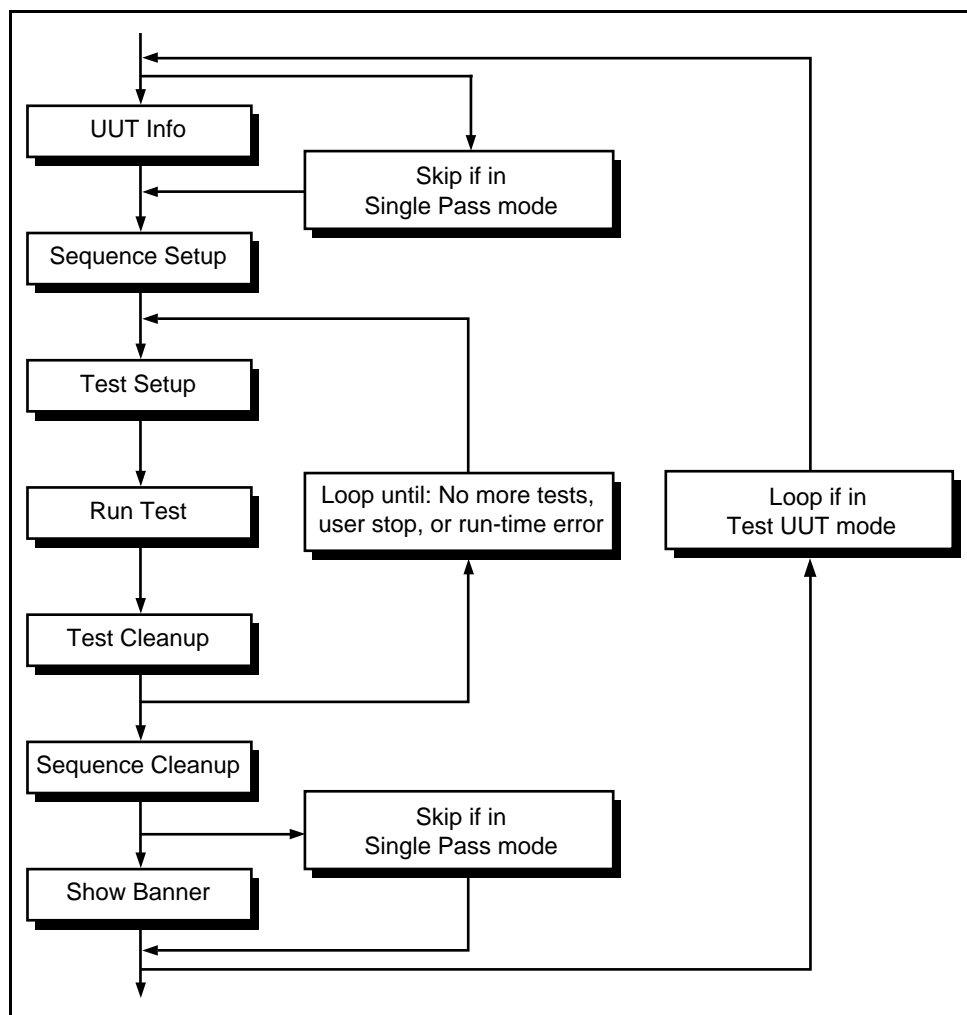 UUT Info
Skip if in
Single Pass mode
Sequence Setup
Test Setup
Run Test
Loop until: No more tests,
user stop, or run-time error
Loop if in
Test UUT mode
Test Cleanup
Sequence Cleanup
Skip if in
Single Pass mode
Show Banner